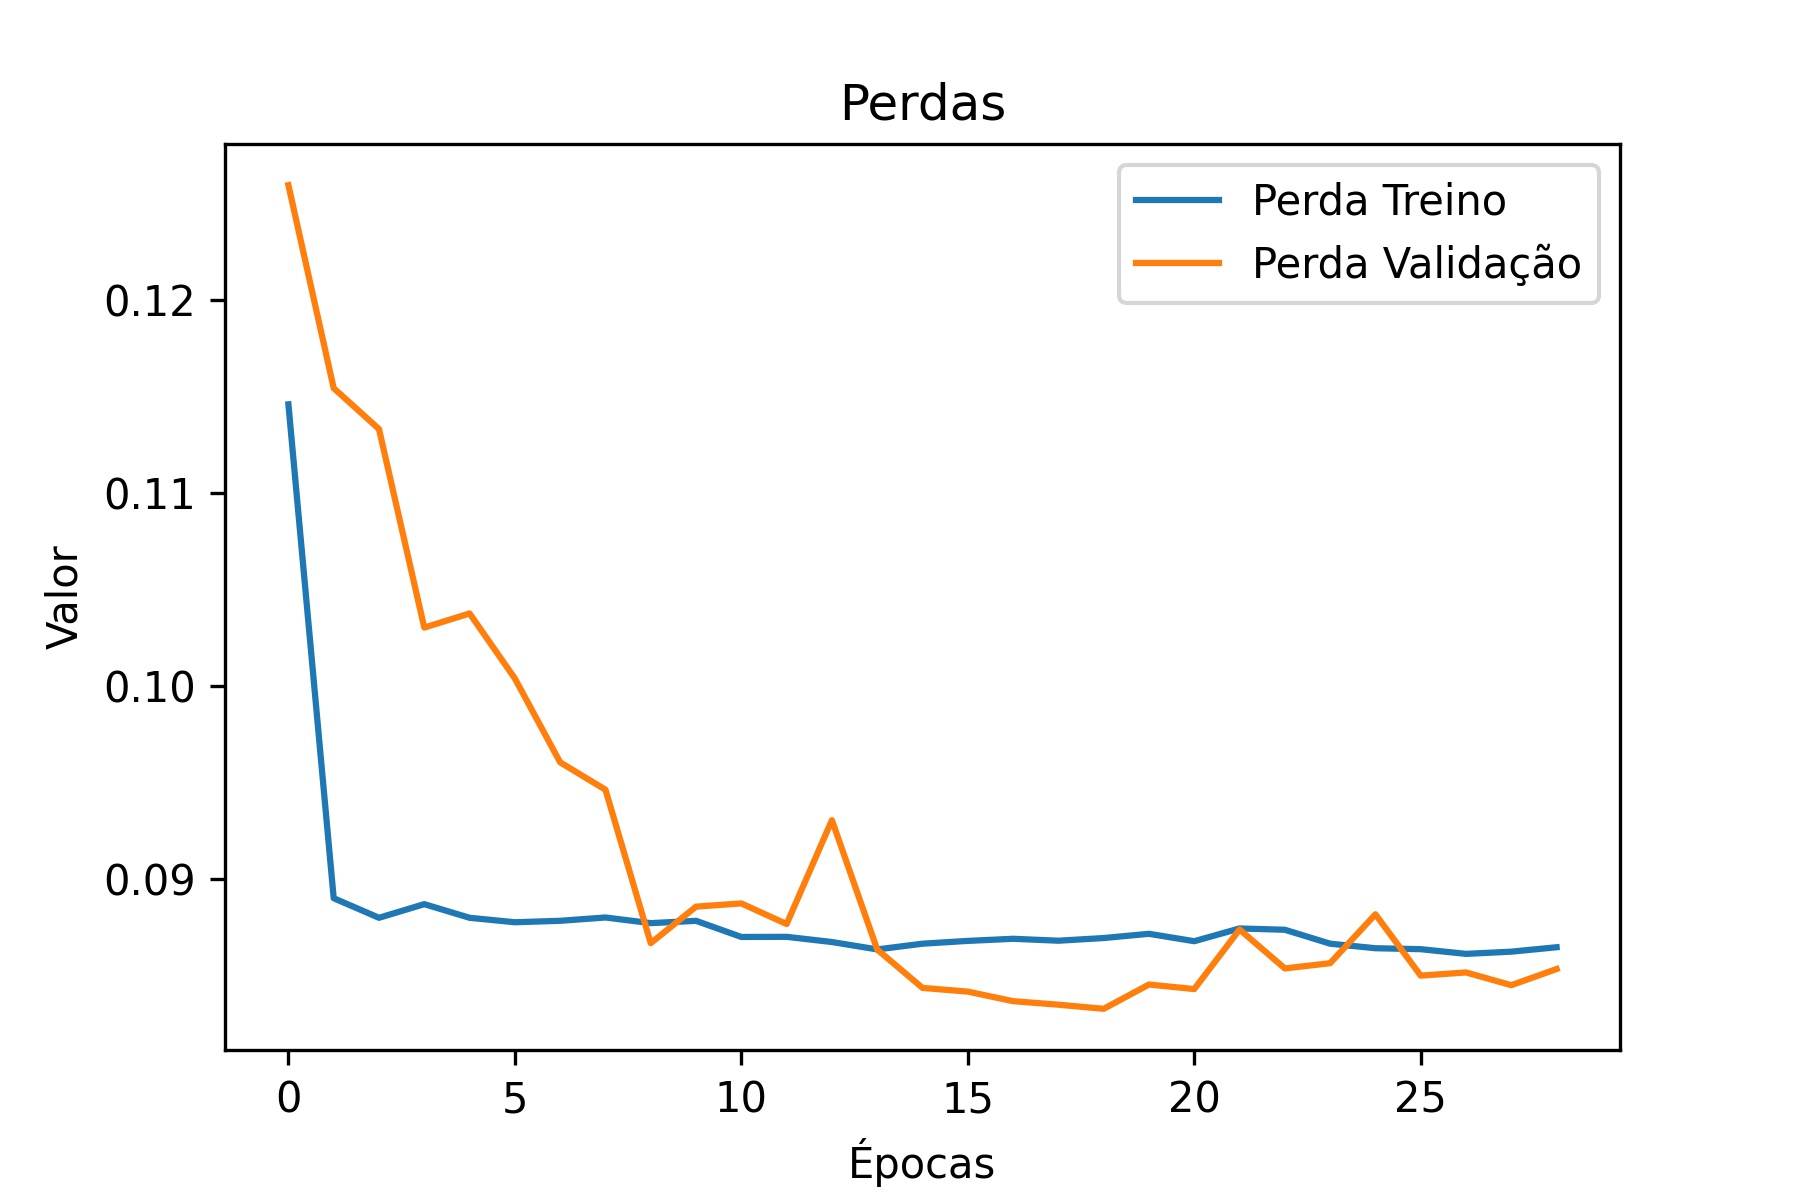 Perdas
Perda Treino
Perda Validação
Valor
0.12
0.11
0.10
0.09
0 5 10 15 20 25
Épocas